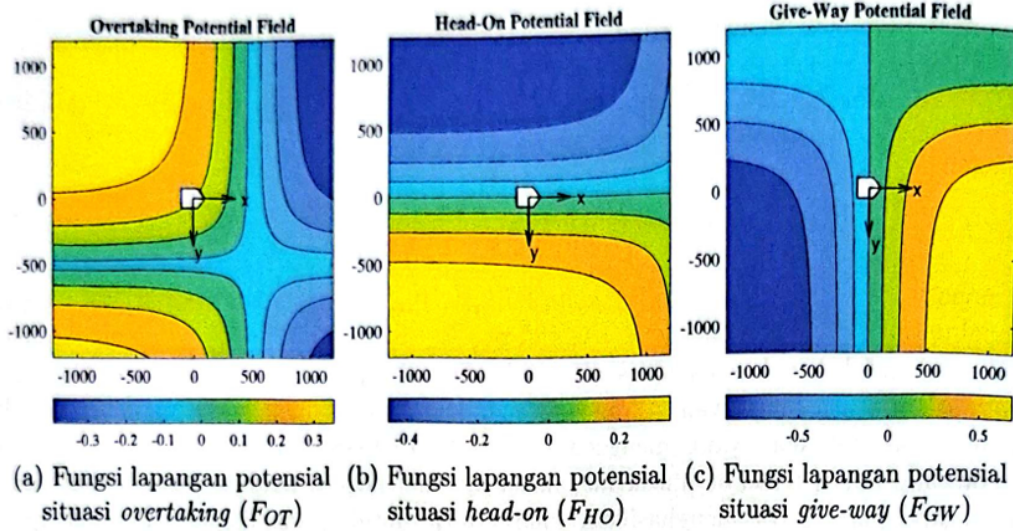 Overtaking Potential Field
1000
500
0
-500
-1000
x
y
-1000 -500 0 500 1000
-0.3 -0.2 -0.1 0 0.1 0.2 0.3
(a) Fungsi lapangan potensial
situasi overtaking (F_OT)
Head-On Potential Field
1000
500
0
-500
-1000
x
y
-1000 -500 0 500 1000
-0.4 -0.2 0 0.2
(b) Fungsi lapangan potensial
situasi head-on (F_HO)
Give-Way Potential Field
1000
500
0
-500
-1000
x
y
-1000 -500 0 500 1000
-0.5 0 0.5
(c) Fungsi lapangan potensial
situasi give-way (F_GW)